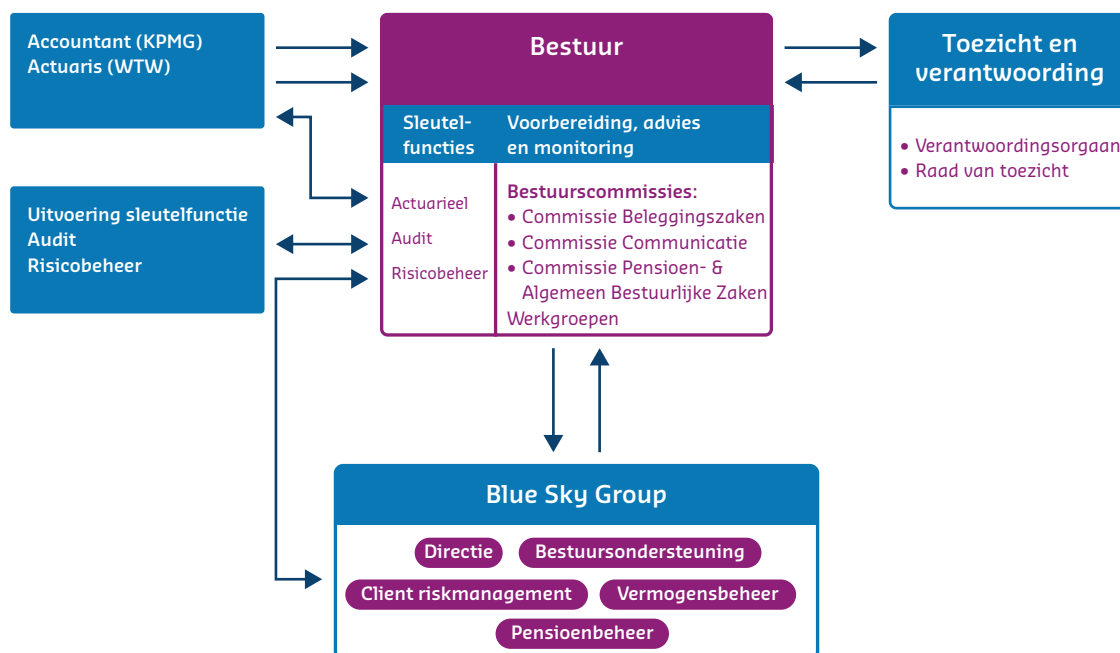 Accountant (KPMG)
Actuaris (WTW)
Uitvoering sleutelfunctie
Audit
Risicobeheer
Bestuur
Sleutel-
functies
Voorbereiding, advies
en monitoring
Actuarieel
Audit
Risicobeheer
Bestuurscommissies:
• Commissie Beleggingszaken
• Commissie Communicatie
• Commissie Pensioen- &
Algemeen Bestuurlijke Zaken
Werkgroepen
Toezicht en
verantwoording
• Verantwoordingsorgaan
• Raad van toezicht
Blue Sky Group
Directie
Bestuursondersteuning
Client riskmanagement
Vermogensbeheer
Pensioenbeheer